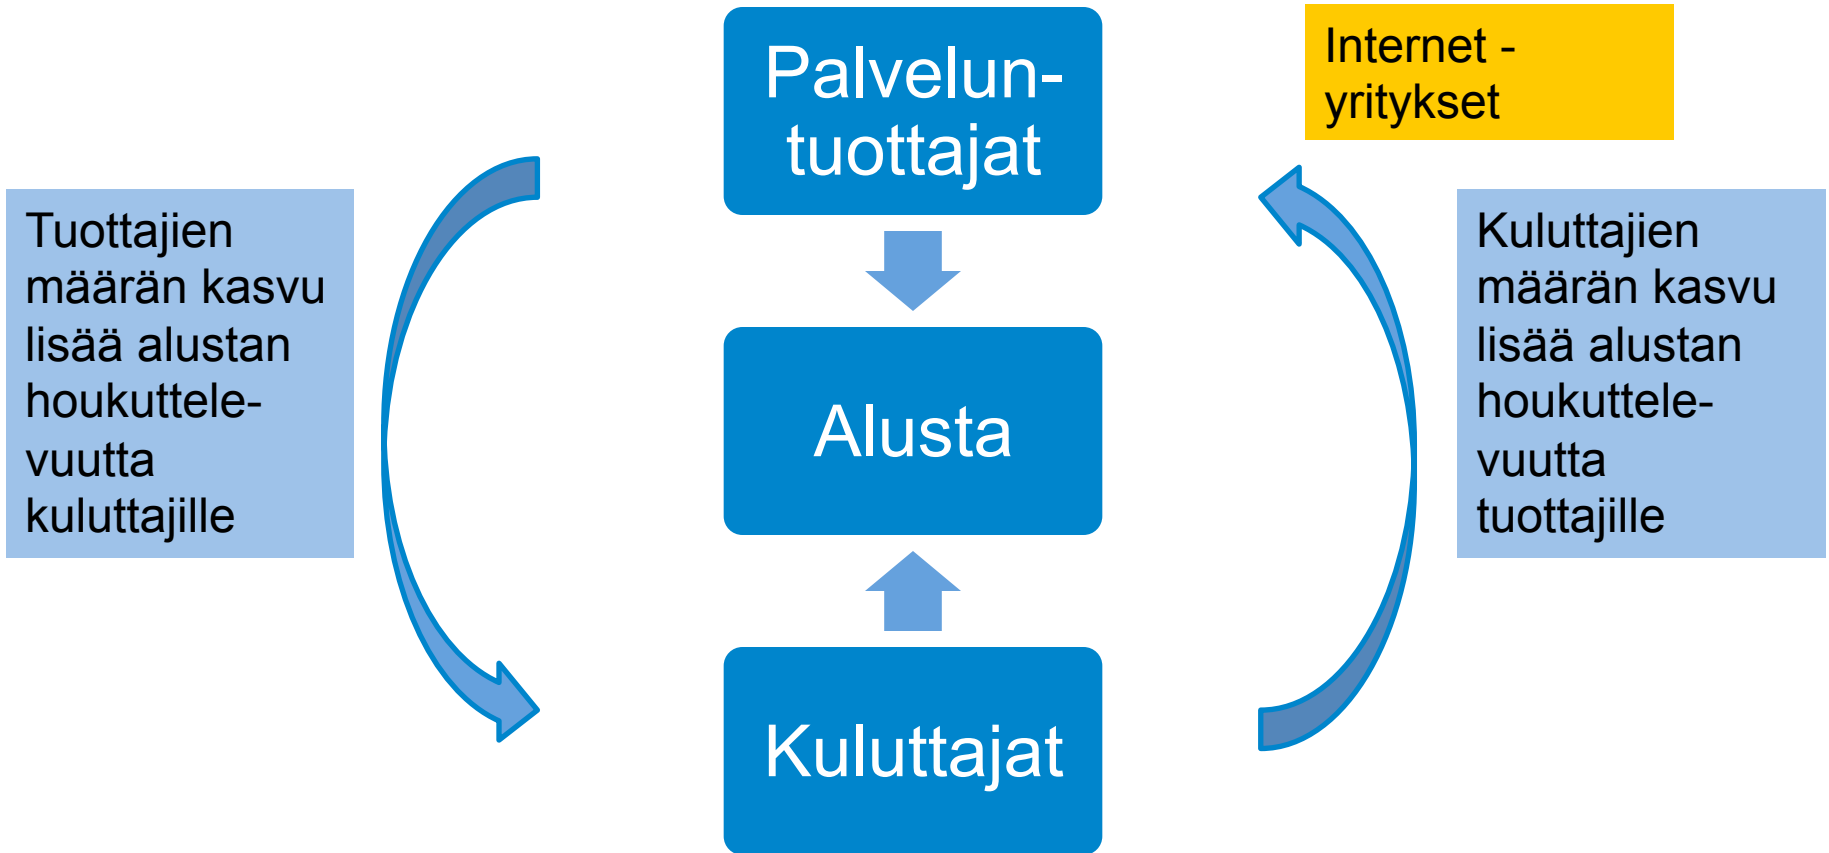 Palvelun-
tuottajat
Internet -
yritykset
Tuottajien
määrän kasvu
lisää alustan
houkuttele-
vuutta
kuluttajille
Alusta
Kuluttajien
määrän kasvu
lisää alustan
houkuttele-
vuutta
tuottajille
Kuluttajat